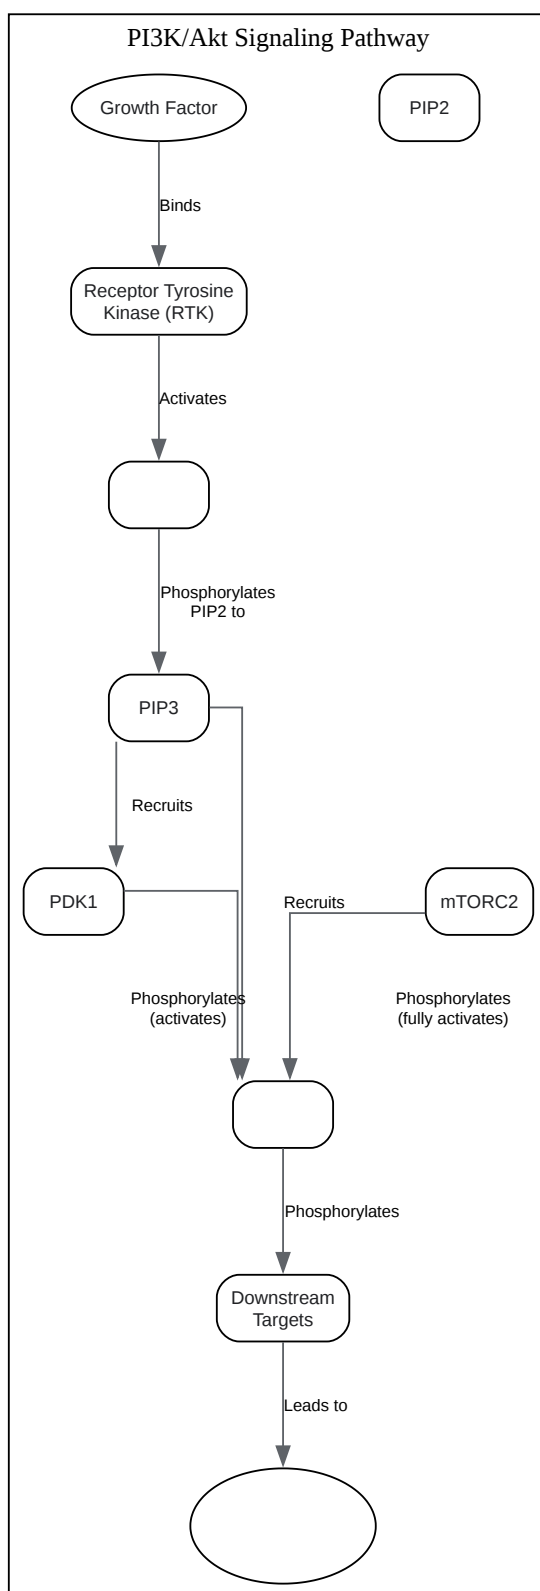 PI3K/Akt Signaling Pathway
Growth Factor
PIP2
Binds
Receptor Tyrosine
Kinase (RTK)
Activates
Phosphorylates
PIP2 to
PIP3
Recruits
PDK1
Recruits
mTORC2
Phosphorylates
(activates)
Phosphorylates
(fully activates)
Phosphorylates
Downstream
Targets
Leads to